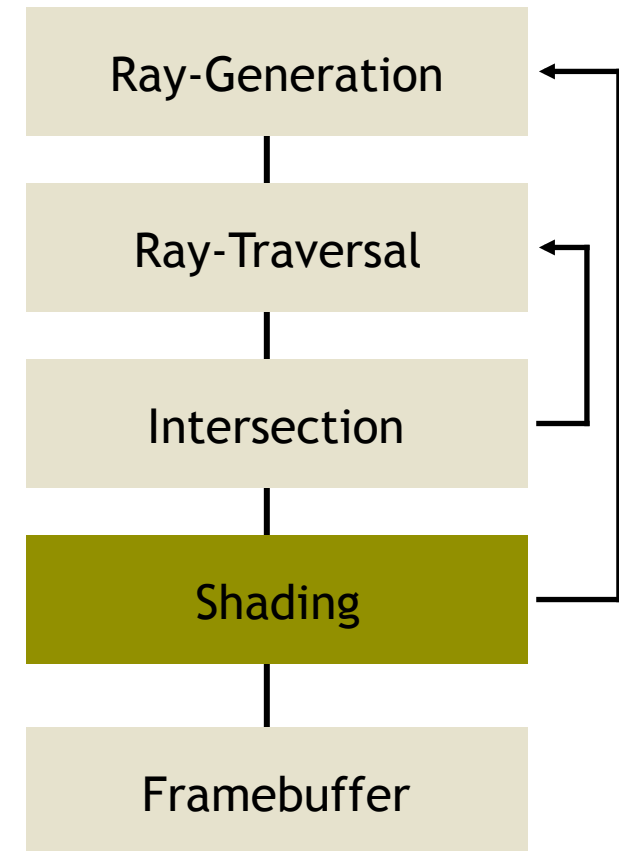 Ray-Generation
Ray-Traversal
Intersection
Shading
Framebuffer